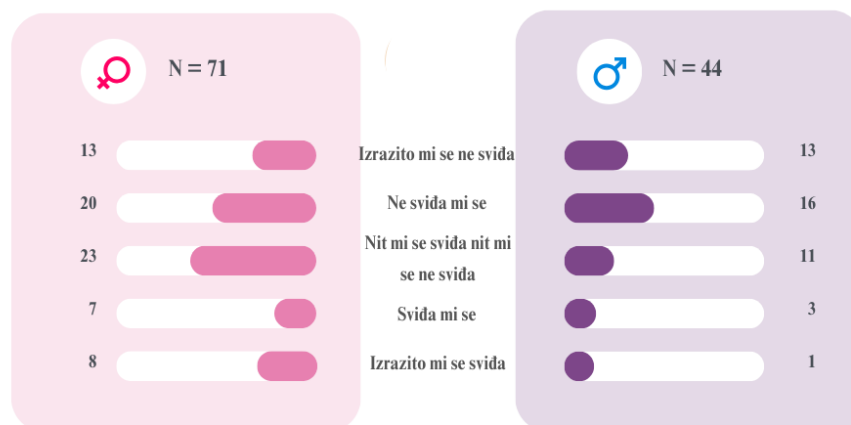 N = 71
N = 44
13 Izrazito mi se ne sviđa 13
20 Ne sviđa mi se 16
23 Nit mi se sviđa nit mi
se ne sviđa 11
7 Sviđa mi se 3
8 Izrazito mi se sviđa 1